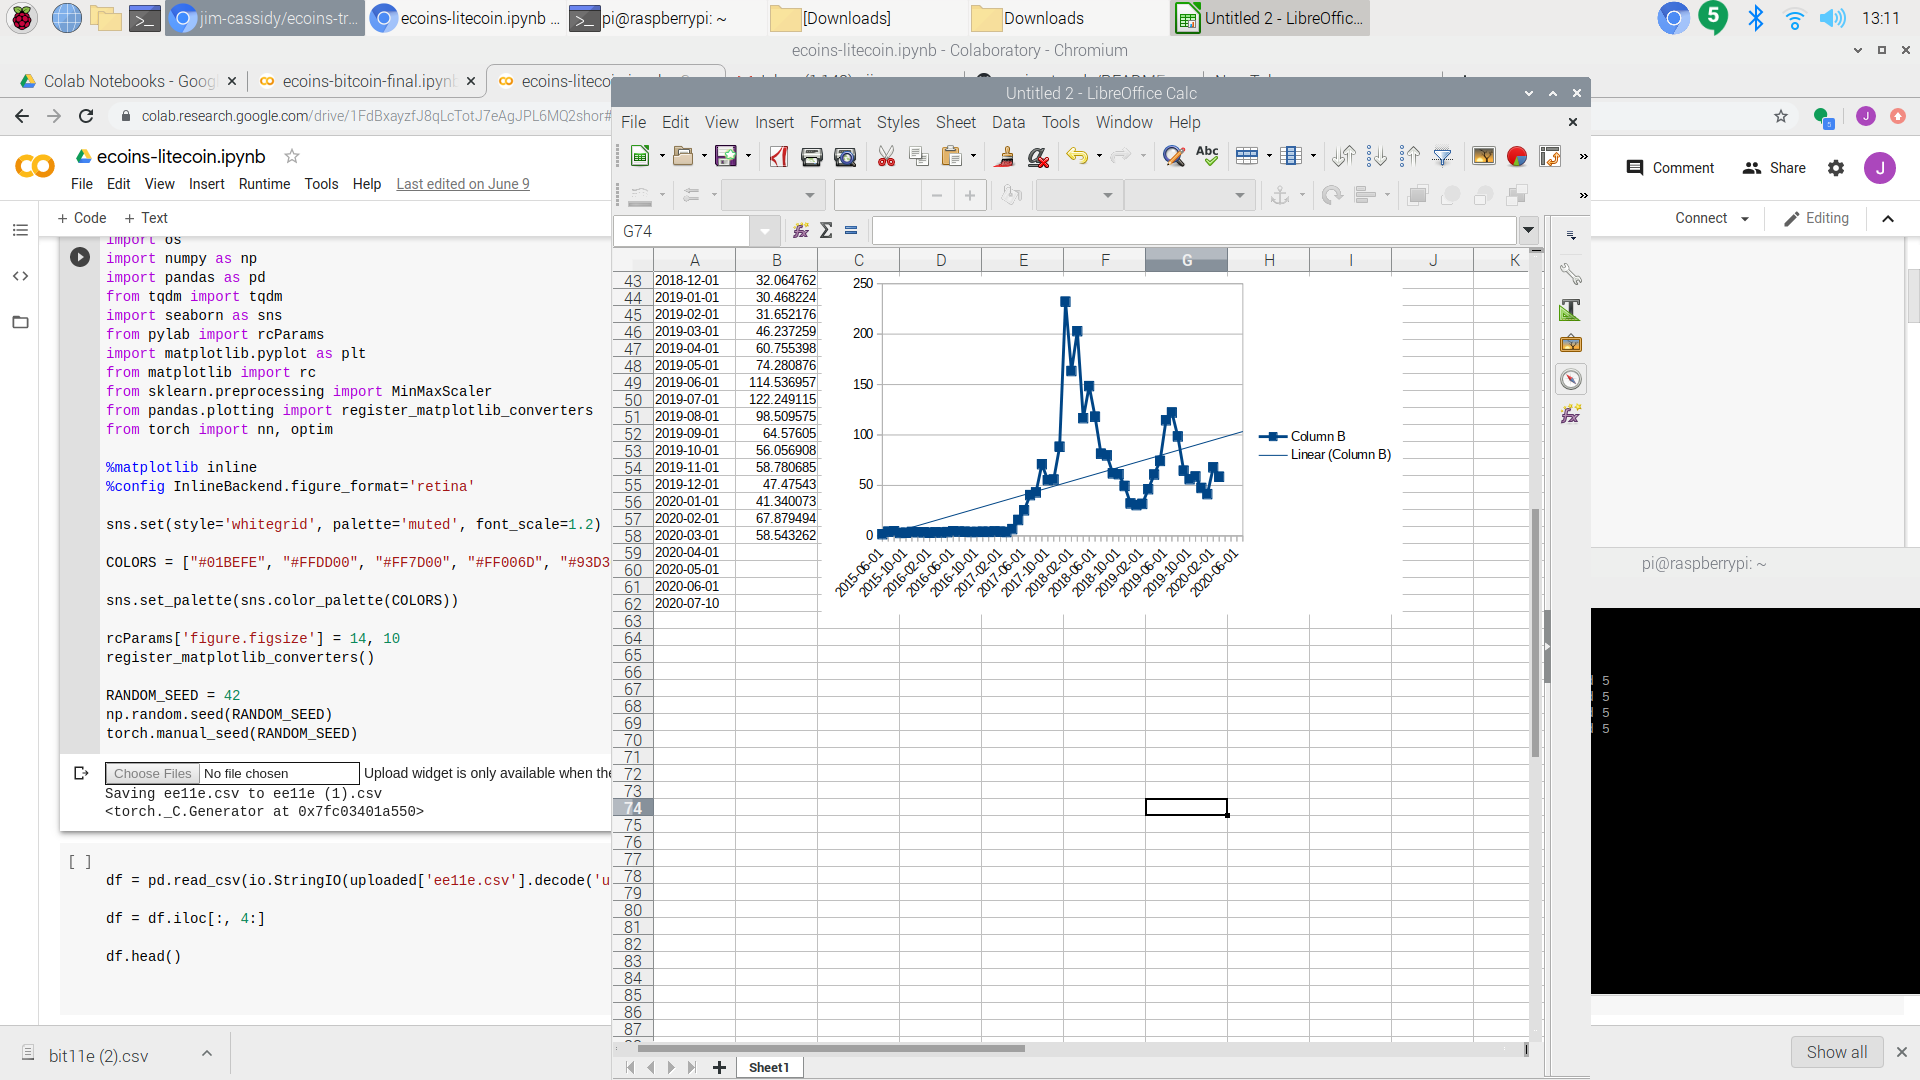 jim-cassidy/ecoins-tr...
ecoins-litecoin.ipynb ...
pi@raspberrypi: ~
[Downloads]
Downloads
Untitled 2 - LibreOffic...
5
13:11
ecoins-litecoin.ipynb - Colaboratory - Chromium
Colab Notebooks - Goog
ecoins-bitcoin-final.ipynb
colab.research.google.com/drive/1FdBxayzfJ8qLcTotJ7eAgJPL6MQ2shor#
ecoins-litecoin.ipynb
File Edit View Insert Runtime Tools Help Last edited on June 9
Comment Share J
+ Code + Text
Connect Editing
import os
import numpy as np
import pandas as pd
from tqdm import tqdm
import seaborn as sns
from pylab import rcParams
import matplotlib.pyplot as plt
from matplotlib import rc
from sklearn.preprocessing import MinMaxScaler
from pandas.plotting import register_matplotlib_converters
from torch import nn, optim
%matplotlib inline
%config InlineBackend.figure_format='retina'
sns.set(style='whitegrid', palette='muted', font_scale=1.2)
COLORS = ["#01BEFE", "#FFDD00", "#FF7D00", "#FF006D", "#93D3
sns.set_palette(sns.color_palette(COLORS))
rcParams['figure.figsize'] = 14, 10
register_matplotlib_converters()
RANDOM_SEED = 42
np.random.seed(RANDOM_SEED)
torch.manual_seed(RANDOM_SEED)
Choose Files No file chosen Upload widget is only available when the
Saving ee11e.csv to ee11e (1).csv
<torch._C.Generator at 0x7fc03401a550>
[ ]
df = pd.read_csv(io.StringIO(uploaded['ee11e.csv'].decode('u
df = df.iloc[:, 4:]
df.head()
bit11e (2).csv
Show all
Untitled 2 - LibreOffice Calc
File Edit View Insert Format Styles Sheet Data Tools Window Help
Abc
G74
A B C D E F G H I J K
43 2018-12-01 32.064762
44 2019-01-01 30.468224
45 2019-02-01 31.652176
46 2019-03-01 46.237259
47 2019-04-01 60.755398
48 2019-05-01 74.280876
49 2019-06-01 114.536957
50 2019-07-01 122.249115
51 2019-08-01 98.509575
52 2019-09-01 64.57605
53 2019-10-01 56.056908
54 2019-11-01 58.780685
55 2019-12-01 47.47543
56 2020-01-01 41.340073
57 2020-02-01 67.879494
58 2020-03-01 58.543262
59 2020-04-01
60 2020-05-01
61 2020-06-01
62 2020-07-10
63
64
65
66
67
68
69
70
71
72
73
74
75
76
77
78
79
80
81
82
83
84
85
86
87
250
200
150
100
50
0
2015-06-01
2015-10-01
2016-02-01
2016-06-01
2016-10-01
2017-02-01
2017-06-01
2017-10-01
2018-02-01
2018-06-01
2018-10-01
2019-02-01
2019-06-01
2019-10-01
2020-02-01
2020-06-01
Column B
Linear (Column B)
Sheet1
pi@raspberrypi: ~
5
5
5
5